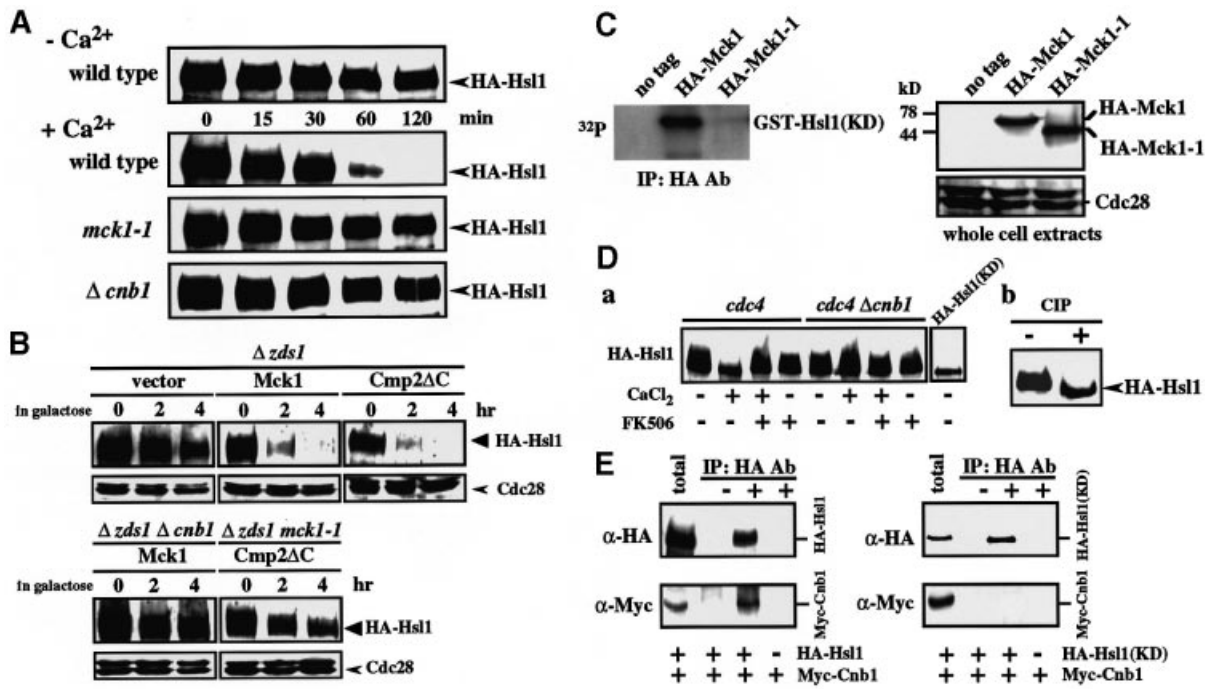 A
- Ca2+
wild type
HA-Hsl1
0 15 30 60 120 min
+ Ca2+
wild type
HA-Hsl1
mck1-1
HA-Hsl1
Δ cnb1
HA-Hsl1
B
Δ zds1
vector Mck1 Cmp2ΔC
in galactose 0 2 4 0 2 4 0 2 4 hr
HA-Hsl1
Cdc28
Δ zds1 Δ cnb1 Δ zds1 mck1-1
Mck1 Cmp2ΔC
in galactose 0 2 4 0 2 4 hr
HA-Hsl1
Cdc28
C
no tag HA-Mck1 HA-Mck1-1
32P
GST-Hsl1(KD)
IP: HA Ab
no tag HA-Mck1 HA-Mck1-1
kD
78
44
HA-Mck1
HA-Mck1-1
Cdc28
whole cell extracts
D
a
cdc4 cdc4 Δcnb1 HA-Hsl1(KD)
HA-Hsl1
CaCl2 - + + - - + + - -
FK506 + + + +
b
CIP
- +
HA-Hsl1
E
total IP: HA Ab
- + +
α-HA HA-Hsl1
α-Myc Myc-Cnb1
+ + + - HA-Hsl1
+ + + + Myc-Cnb1
total IP: HA Ab
- + +
α-HA HA-Hsl1(KD)
α-Myc Myc-Cnb1
+ + + - HA-Hsl1(KD)
+ + + + Myc-Cnb1